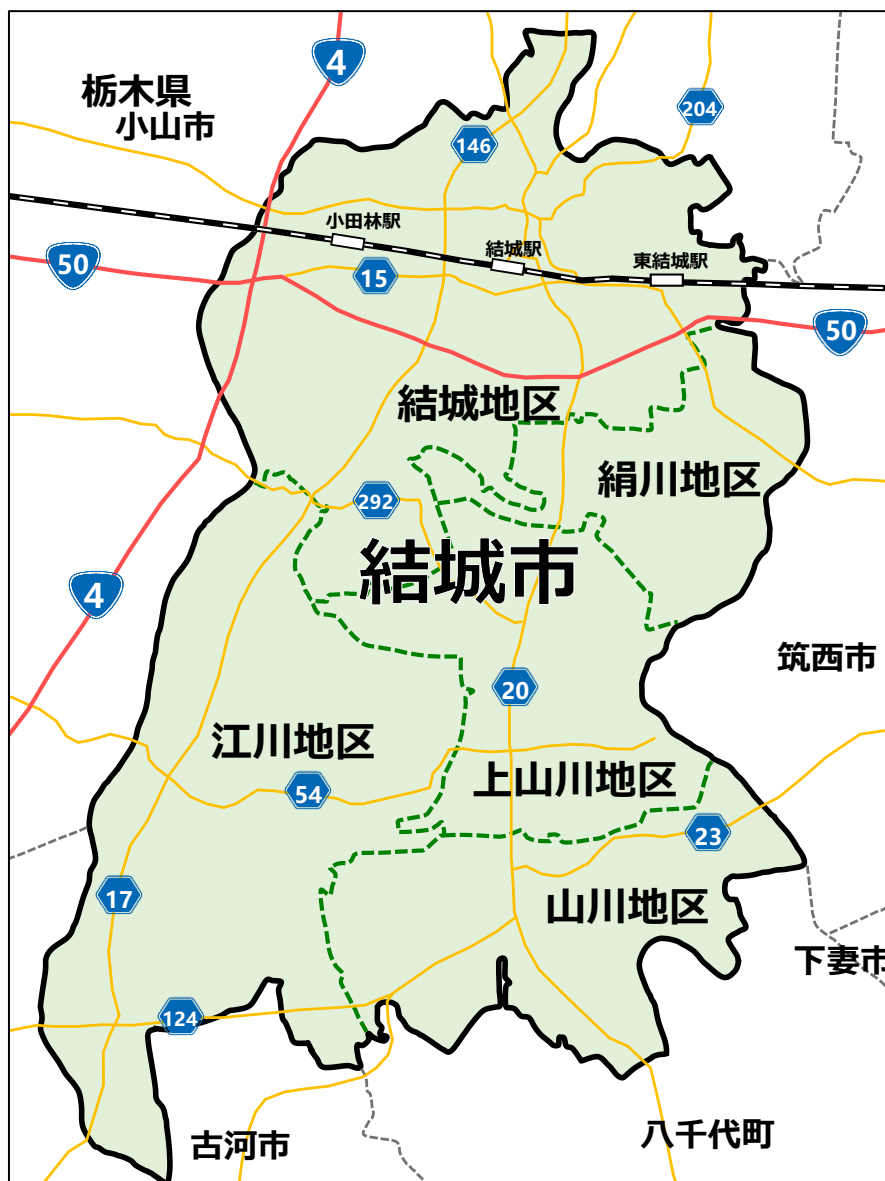 4
栃木県
小山市
204
146
小田林駅
結城駅
東結城駅
50
15
50
結城地区
絹川地区
292
結城市
4
筑西市
20
江川地区
上山川地区
54
23
17
山川地区
下妻市
124
古河市
八千代町